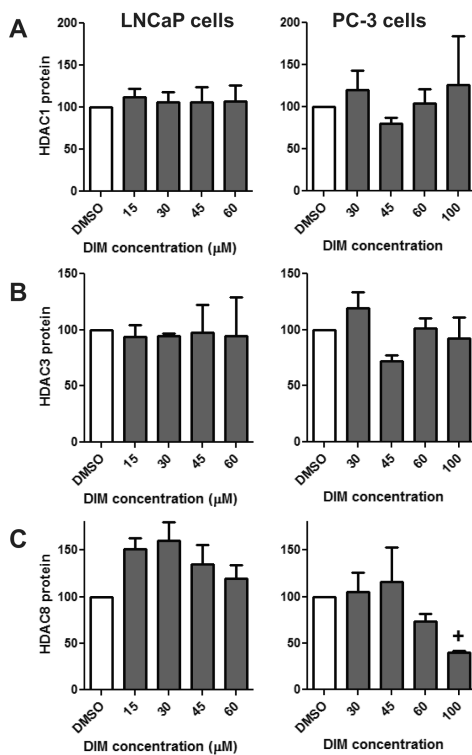 LNCaP cells
PC-3 cells
A
HDAC1 protein
200
150
100
50
0
DMSO
15
30
45
60
DIM concentration (µM)
200
150
100
50
0
DMSO
30
45
60
100
DIM concentration
B
HDAC3 protein
150
100
50
0
DMSO
15
30
45
60
DIM concentration (µM)
150
100
50
0
DMSO
30
45
60
100
DIM concentration
C
HDAC8 protein
150
100
50
0
DMSO
15
30
45
60
DIM concentration (µM)
150
100
50
0
+
DMSO
30
45
60
100
DIM concentration